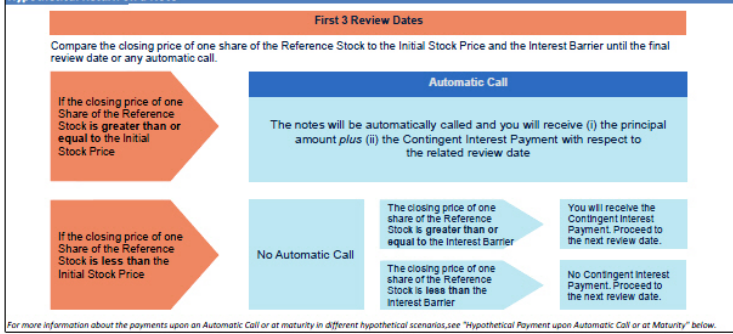 Hypothetical Return on a Note
First 3 Review Dates
Compare the closing price of one share of the Reference Stock to the Initial Stock Price and the Interest Barrier until the final
review date or any automatic call.
If the closing price of one
Share of the Reference
Stock is greater than or
equal to the Initial
Stock Price
Automatic Call
The notes will be automatically called and you will receive (i) the principal
amount plus (ii) the Contingent Interest Payment with respect to
the related review date
If the closing price of one
Share of the Reference
Stock is less than the
Initial Stock Price
No Automatic Call
The closing price of one
share of the Reference
Stock is greater than or
equal to the Interest Barrier
You will receive the
Contingent Interest
Payment. Proceed to
the next review date.
The closing price of one
share of the Reference
Stock is less than the
Interest Barrier
No Contingent Interest
Payment. Proceed to
the next review date.
For more information about the payments upon an Automatic Call or at maturity in different hypothetical scenarios,see "Hypothetical Payment upon Automatic Call or at Maturity" below.